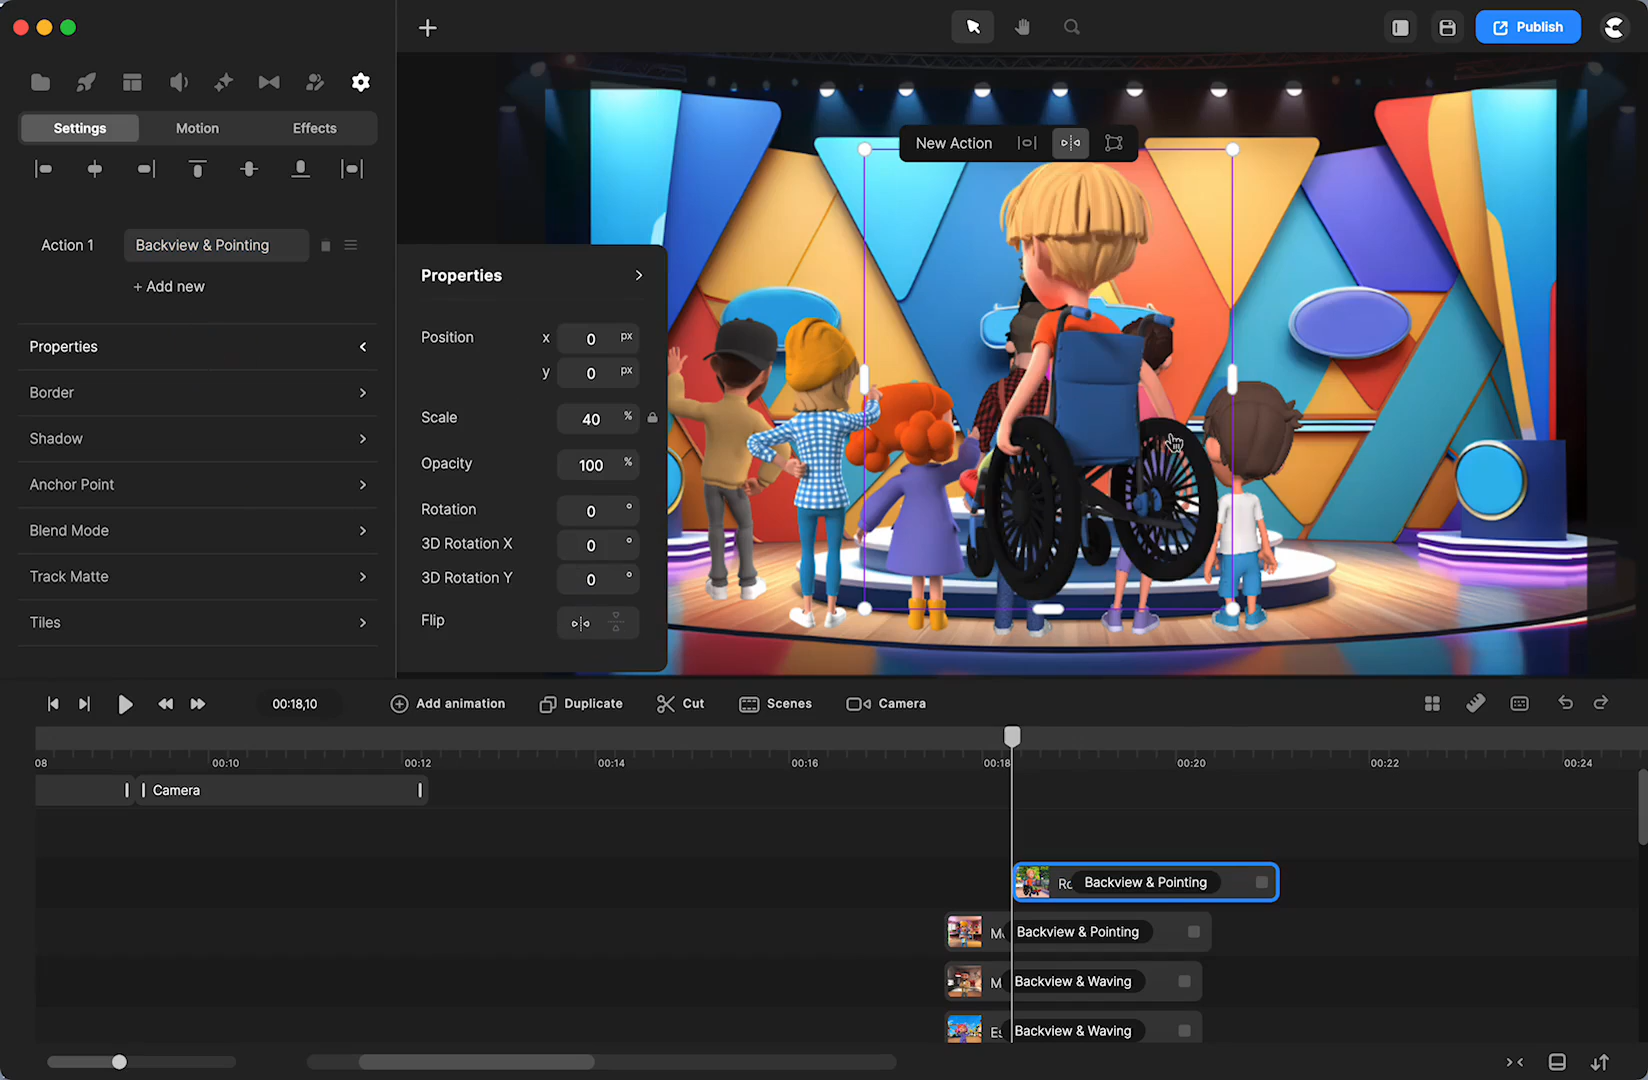 Publish
Settings
Motion
Effects
New Action
Action 1
Backview & Pointing
+ Add new
Properties
Border
Shadow
Anchor Point
Blend Mode
Track Matte
Tiles
Properties
Position
x
0
px
y
0
px
Scale
40
%
Opacity
100
%
Rotation
0
°
3D Rotation X
0
°
3D Rotation Y
0
°
Flip
00:18,10
Add animation
Duplicate
Cut
Scenes
Camera
08
00:10
00:12
00:14
00:16
00:18
00:20
00:22
00:24
Camera
Backview & Pointing
Backview & Pointing
M
Backview & Waving
Es
Backview & Waving